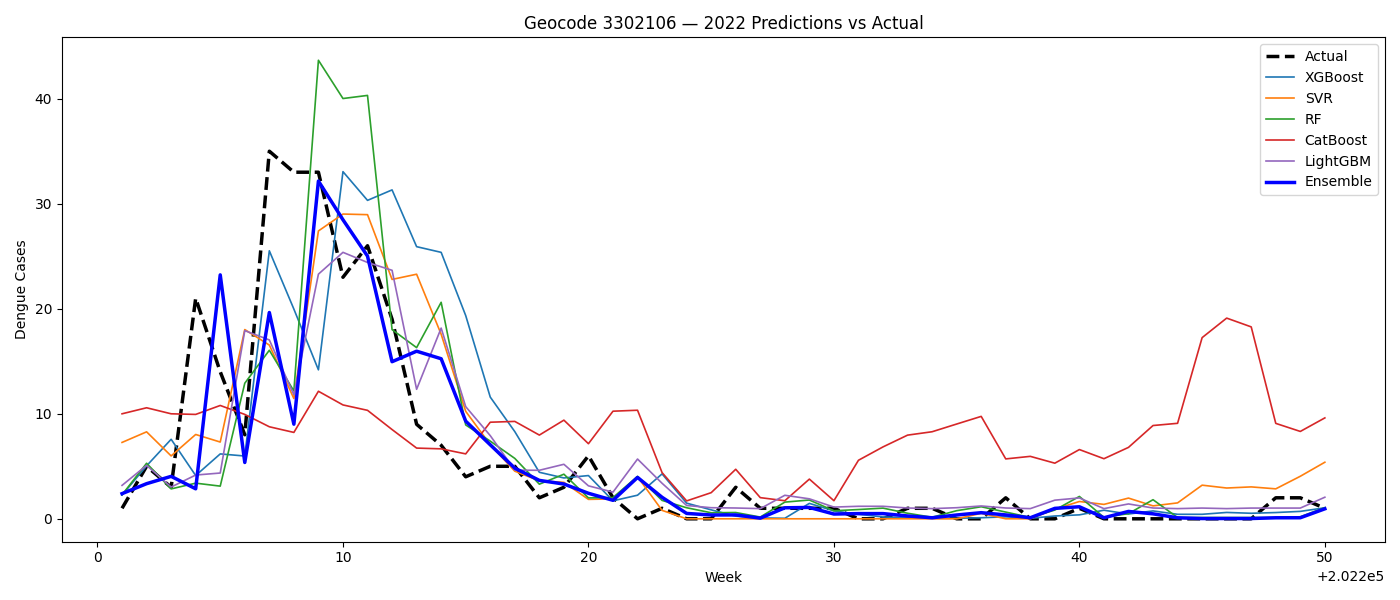 Geocode 3302106 — 2022 Predictions vs Actual
Dengue Cases
40
30
20
10
0
0 10 20 30 40 50
+2.022e5
Week
Actual
XGBoost
SVR
RF
CatBoost
LightGBM
Ensemble